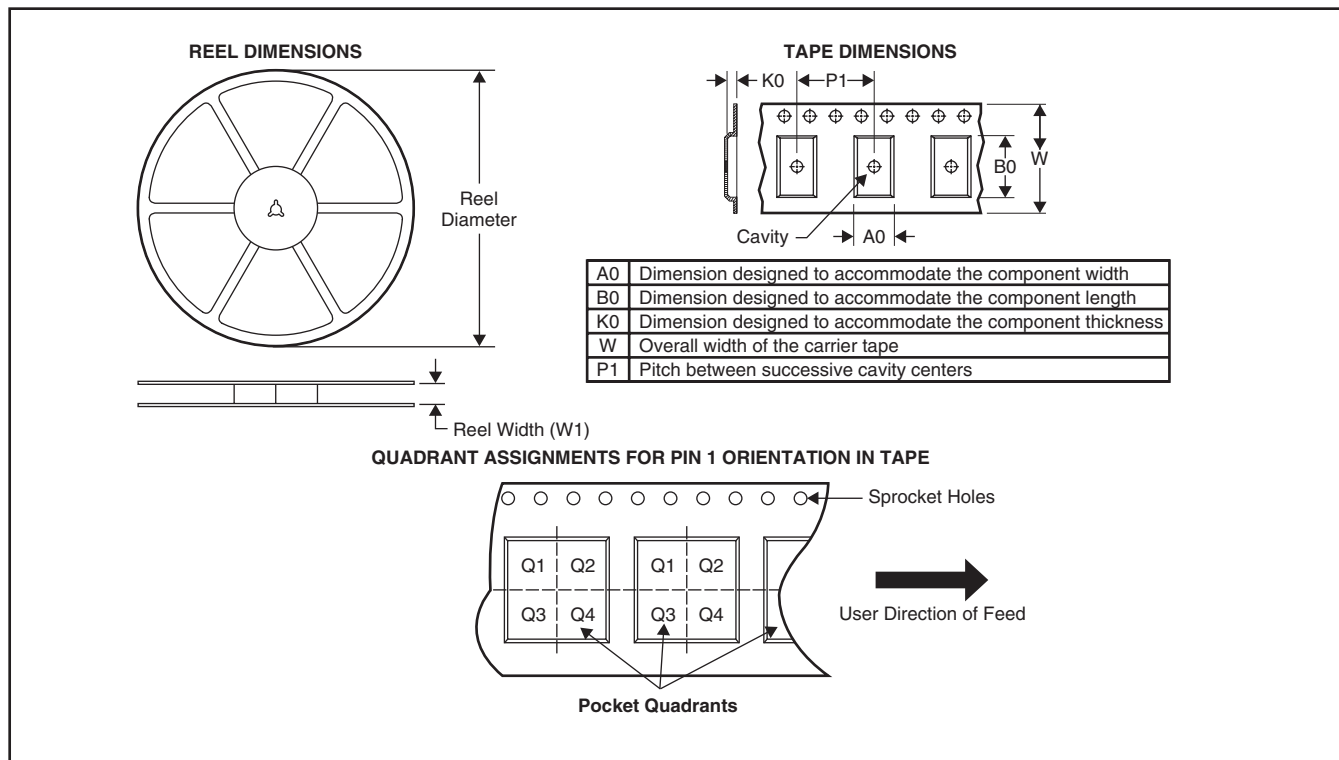 REEL DIMENSIONS
Reel
Diameter
Reel Width (W1)
TAPE DIMENSIONS
K0
P1
B0
W
Cavity
A0
A0 Dimension designed to accommodate the component width
B0 Dimension designed to accommodate the component length
K0 Dimension designed to accommodate the component thickness
W Overall width of the carrier tape
P1 Pitch between successive cavity centers
QUADRANT ASSIGNMENTS FOR PIN 1 ORIENTATION IN TAPE
Sprocket Holes
Q1 Q2 Q1 Q2
Q3 Q4 Q3 Q4
User Direction of Feed
Pocket Quadrants